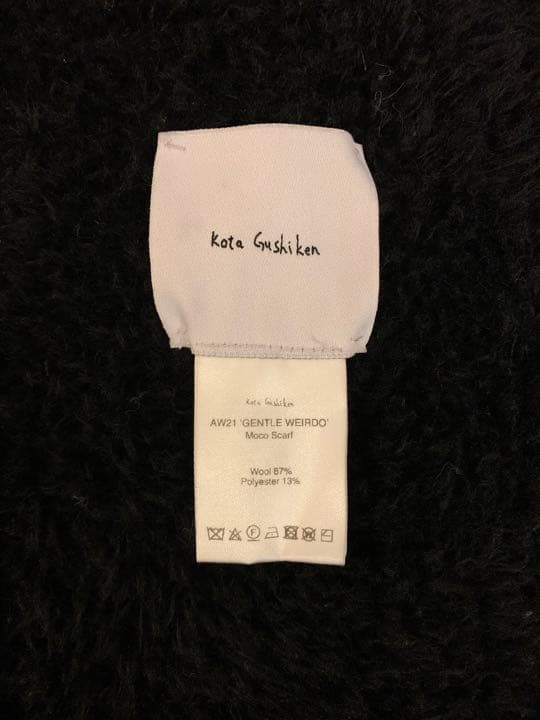 Kota Gushiken
Kota Gushiken
AW21 'GENTLE WEIRDO'
Moco Scarf
Wool 87%
Polyester 13%
F
W